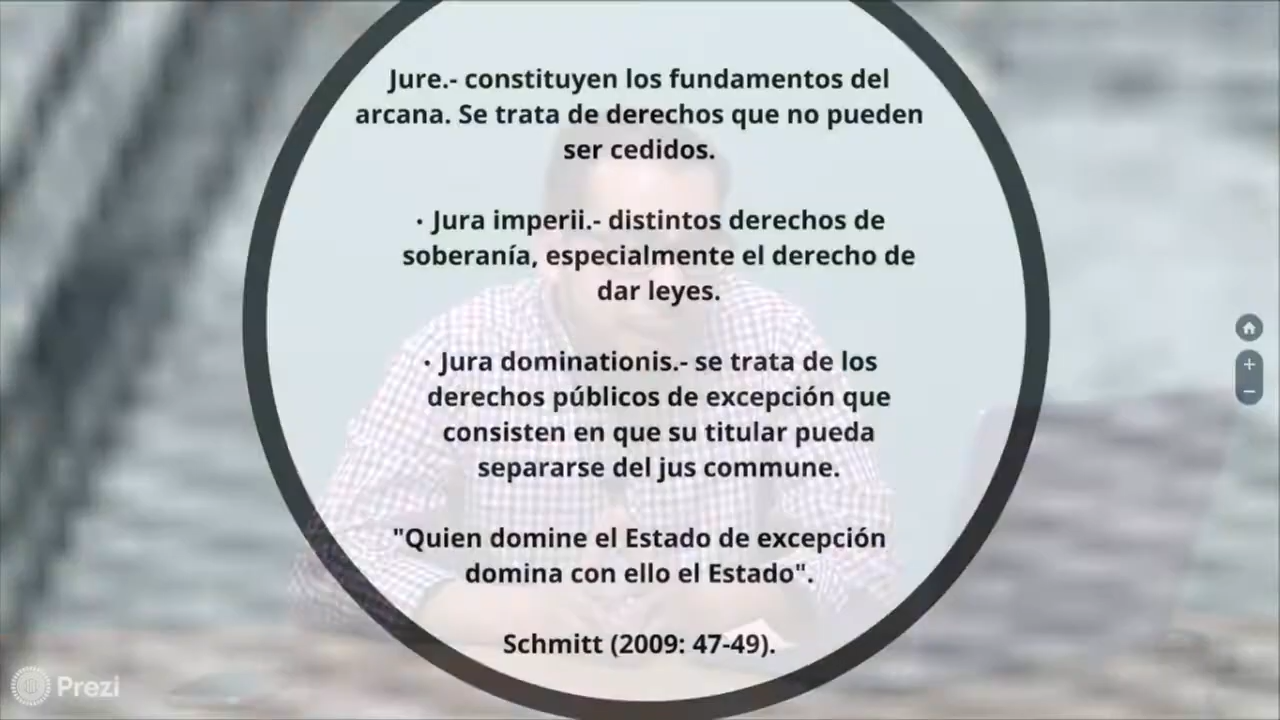 Jure.- constituyen los fundamentos del
arcana. Se trata de derechos que no pueden
ser cedidos.
· Jura imperii.- distintos derechos de
soberanía, especialmente el derecho de
dar leyes.
· Jura dominationis.- se trata de los
derechos públicos de excepción que
consisten en que su titular pueda
separarse del jus commune.
"Quien domine el Estado de excepción
domina con ello el Estado".
Schmitt (2009: 47-49).
Prezi